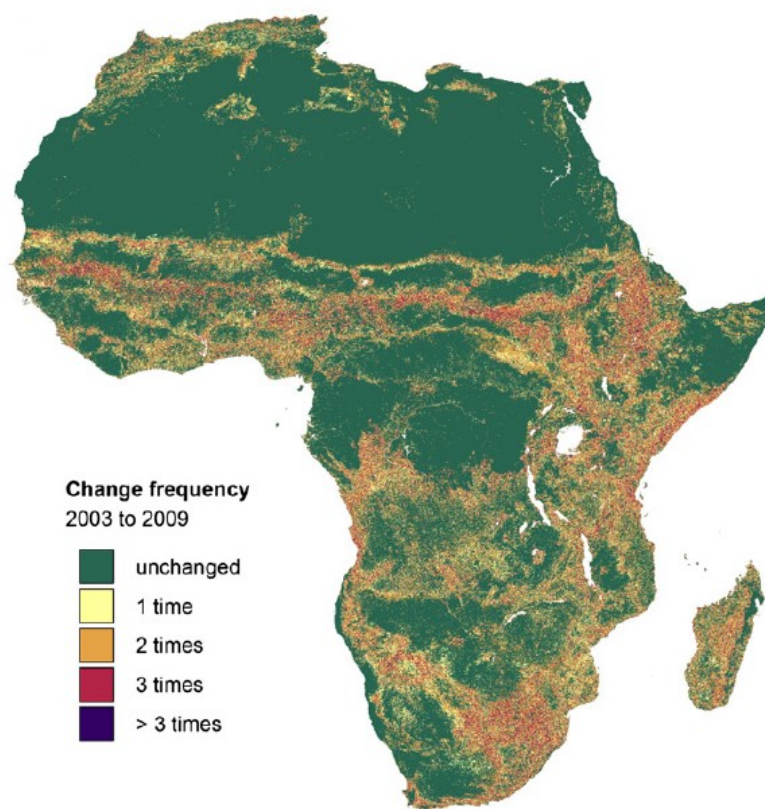 Change frequency
2003 to 2009
unchanged
1 time
2 times
3 times
> 3 times